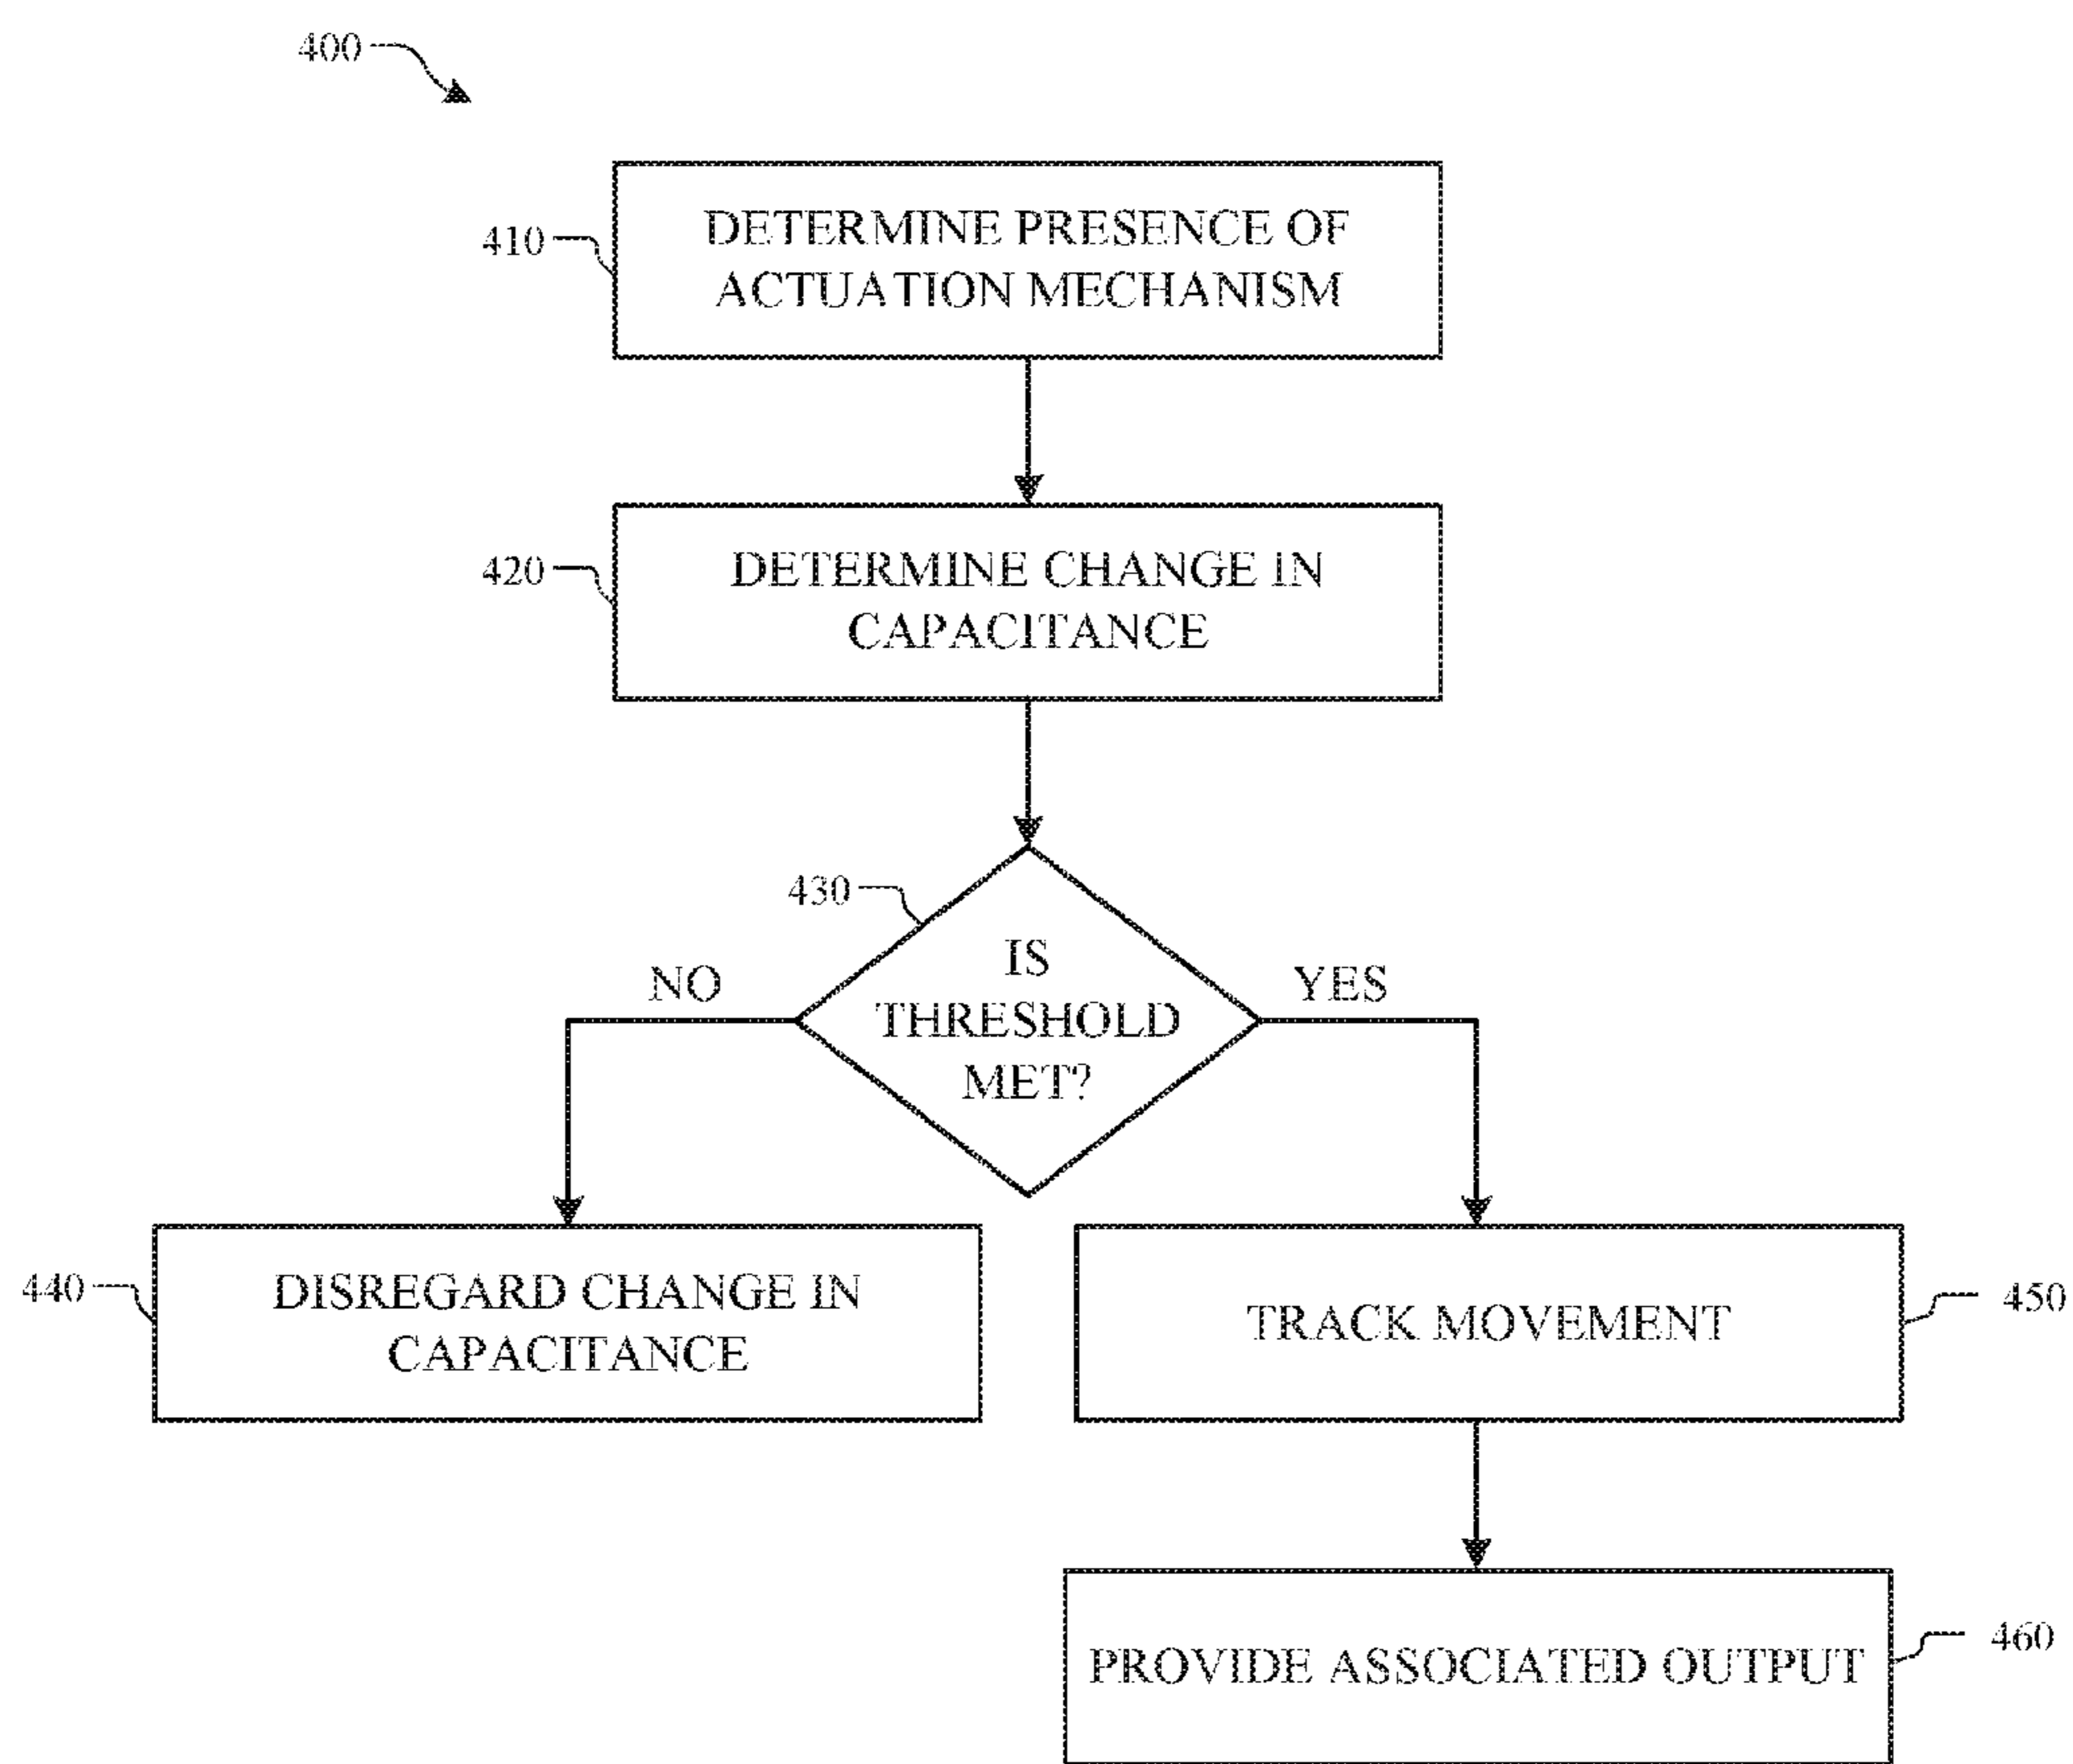 400
410
DETERMINE PRESENCE OF
ACTUATION MECHANISM
420
DETERMINE CHANGE IN
CAPACITANCE
430
IS
THRESHOLD
MET?
NO
YES
440
DISREGARD CHANGE IN
CAPACITANCE
TRACK MOVEMENT
450
PROVIDE ASSOCIATED OUTPUT
460